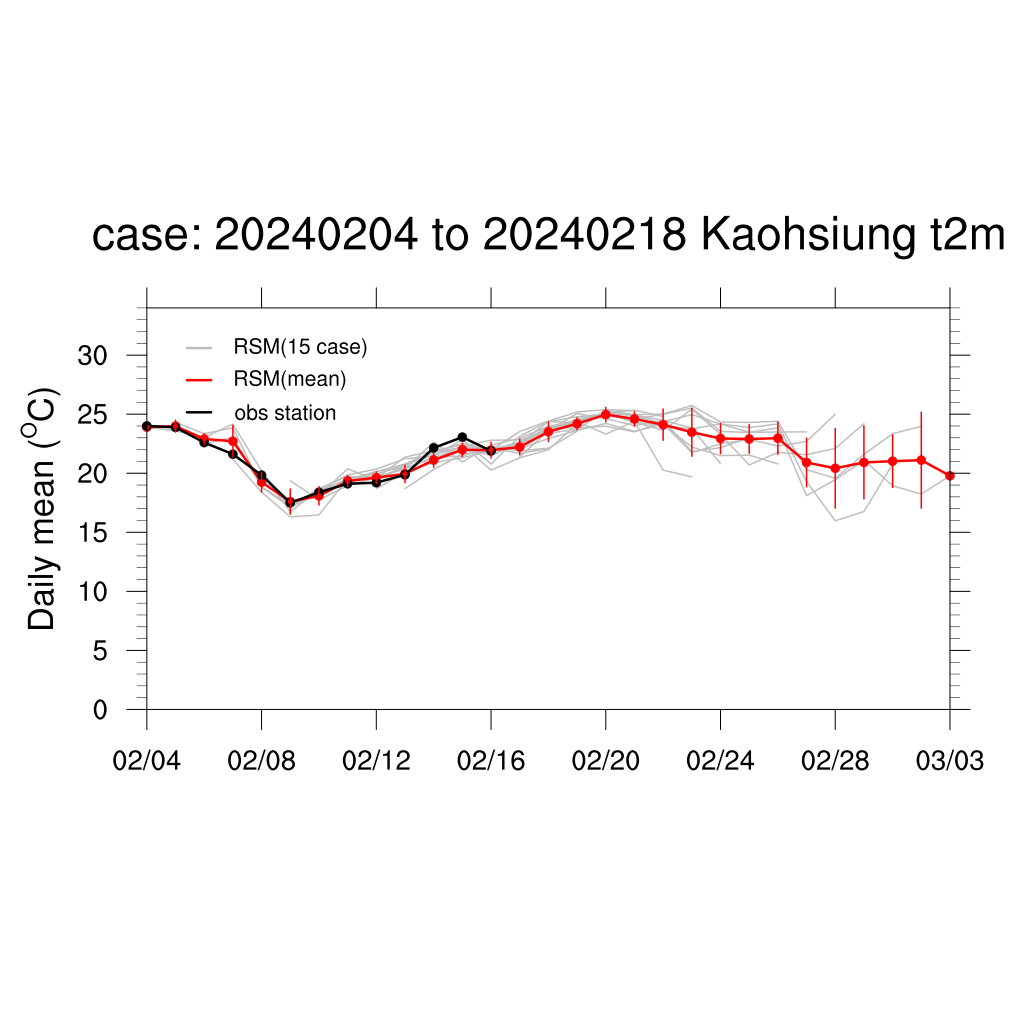 case: 20240204 to 20240218 Kaohsiung t2m
RSM(15 case)
RSM(mean)
obs station
Daily mean (°C)
30
25
20
15
10
5
0
02/04 02/08 02/12 02/16 02/20 02/24 02/28 03/03